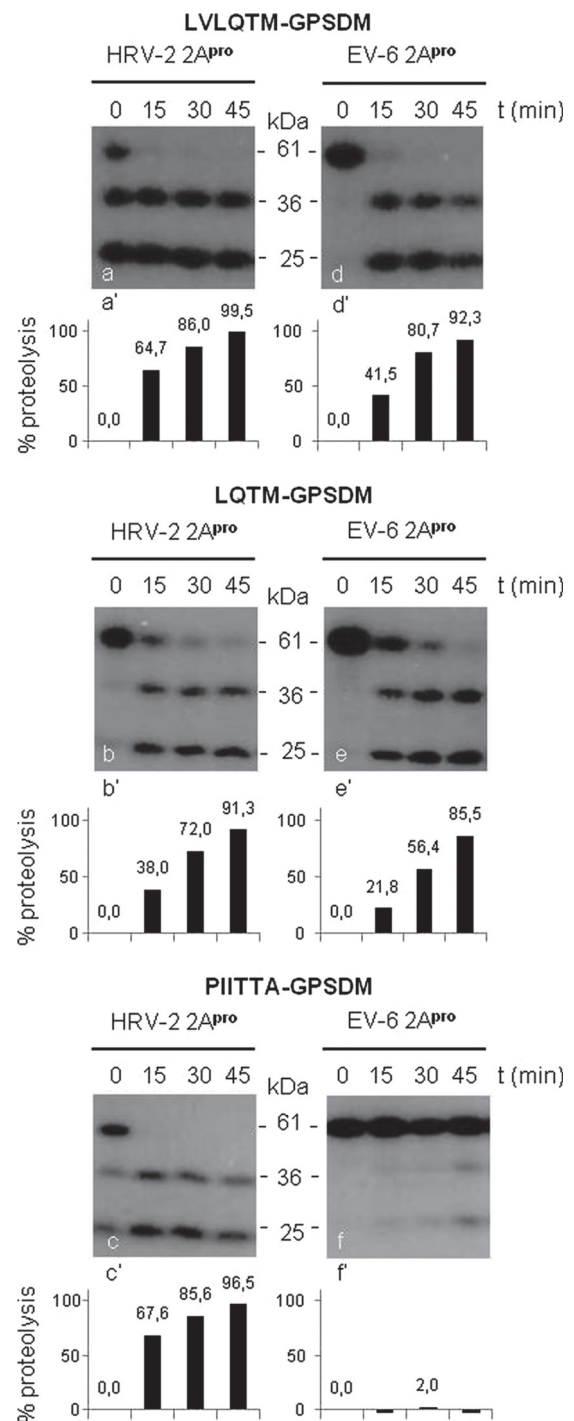 LVLQTM-GPSDM
HRV-2 2Apro EV-6 2Apro
0 15 30 45 kDa 0 15 30 45 t (min)
- 61 -
- 36 -
- 25 -
a d
a' d'
% proteolysis
100 50 0
0,0 64,7 86,0 99,5
100 50 0
0,0 41,5 80,7 92,3
LQTM-GPSDM
HRV-2 2Apro EV-6 2Apro
0 15 30 45 kDa 0 15 30 45 t (min)
- 61 -
- 36 -
- 25 -
b e
b' e'
% proteolysis
100 50 0
0,0 38,0 72,0 91,3
100 50 0
0,0 21,8 56,4 85,5
PIITTA-GPSDM
HRV-2 2Apro EV-6 2Apro
0 15 30 45 kDa 0 15 30 45 t (min)
- 61 -
- 36 -
- 25 -
c f
c' f'
% proteolysis
100 50 0
0,0 67,6 85,6 96,5
100 50 0
0,0 2,0